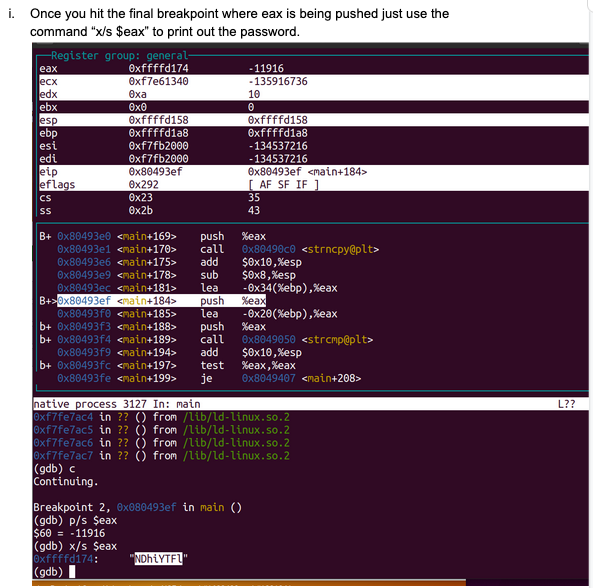 i. Once you hit the final breakpoint where eax is being pushed just use the
command “x/s $eax” to print out the password.
Register group: general
eax 0xffffd174 -11916
ecx 0xf7e61340 -135916736
edx 0xa 10
ebx 0x0 0
esp 0xffffd158 0xffffd158
ebp 0xffffd1a8 0xffffd1a8
esi 0xf7fb2000 -134537216
edi 0xf7fb2000 -134537216
eip 0x80493ef 0x80493ef <main+184>
eflags 0x292 [ AF SF IF ]
cs 0x23 35
ss 0x2b 43
B+ 0x80493e0 <main+169> push %eax
0x80493e1 <main+170> call 0x80490c0 <strncpy@plt>
0x80493e6 <main+175> add $0x10,%esp
0x80493e9 <main+178> sub $0x8,%esp
0x80493ec <main+181> lea -0x34(%ebp),%eax
B+>0x80493ef <main+184> push %eax
0x80493f0 <main+185> lea -0x20(%ebp),%eax
b+ 0x80493f3 <main+188> push %eax
b+ 0x80493f4 <main+189> call 0x8049050 <strcmp@plt>
0x80493f9 <main+194> add $0x10,%esp
b+ 0x80493fc <main+197> test %eax,%eax
0x80493fe <main+199> je 0x8049407 <main+208>
native process 3127 In: main L??
0xf7fe7ac4 in ?? () from /lib/ld-linux.so.2
0xf7fe7ac5 in ?? () from /lib/ld-linux.so.2
0xf7fe7ac6 in ?? () from /lib/ld-linux.so.2
0xf7fe7ac7 in ?? () from /lib/ld-linux.so.2
(gdb) c
Continuing.
Breakpoint 2, 0x080493ef in main ()
(gdb) p/s $eax
$60 = -11916
(gdb) x/s $eax
0xffffd174: "NDhiYTFl"
(gdb)